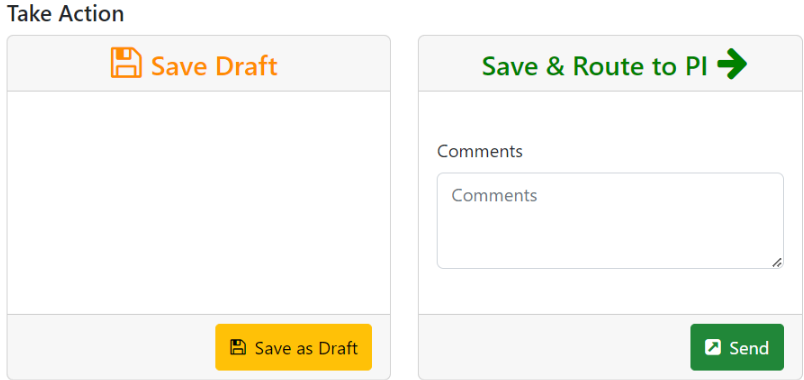 Take Action
Save Draft
Save as Draft
Save & Route to PI
Comments
Comments
Send